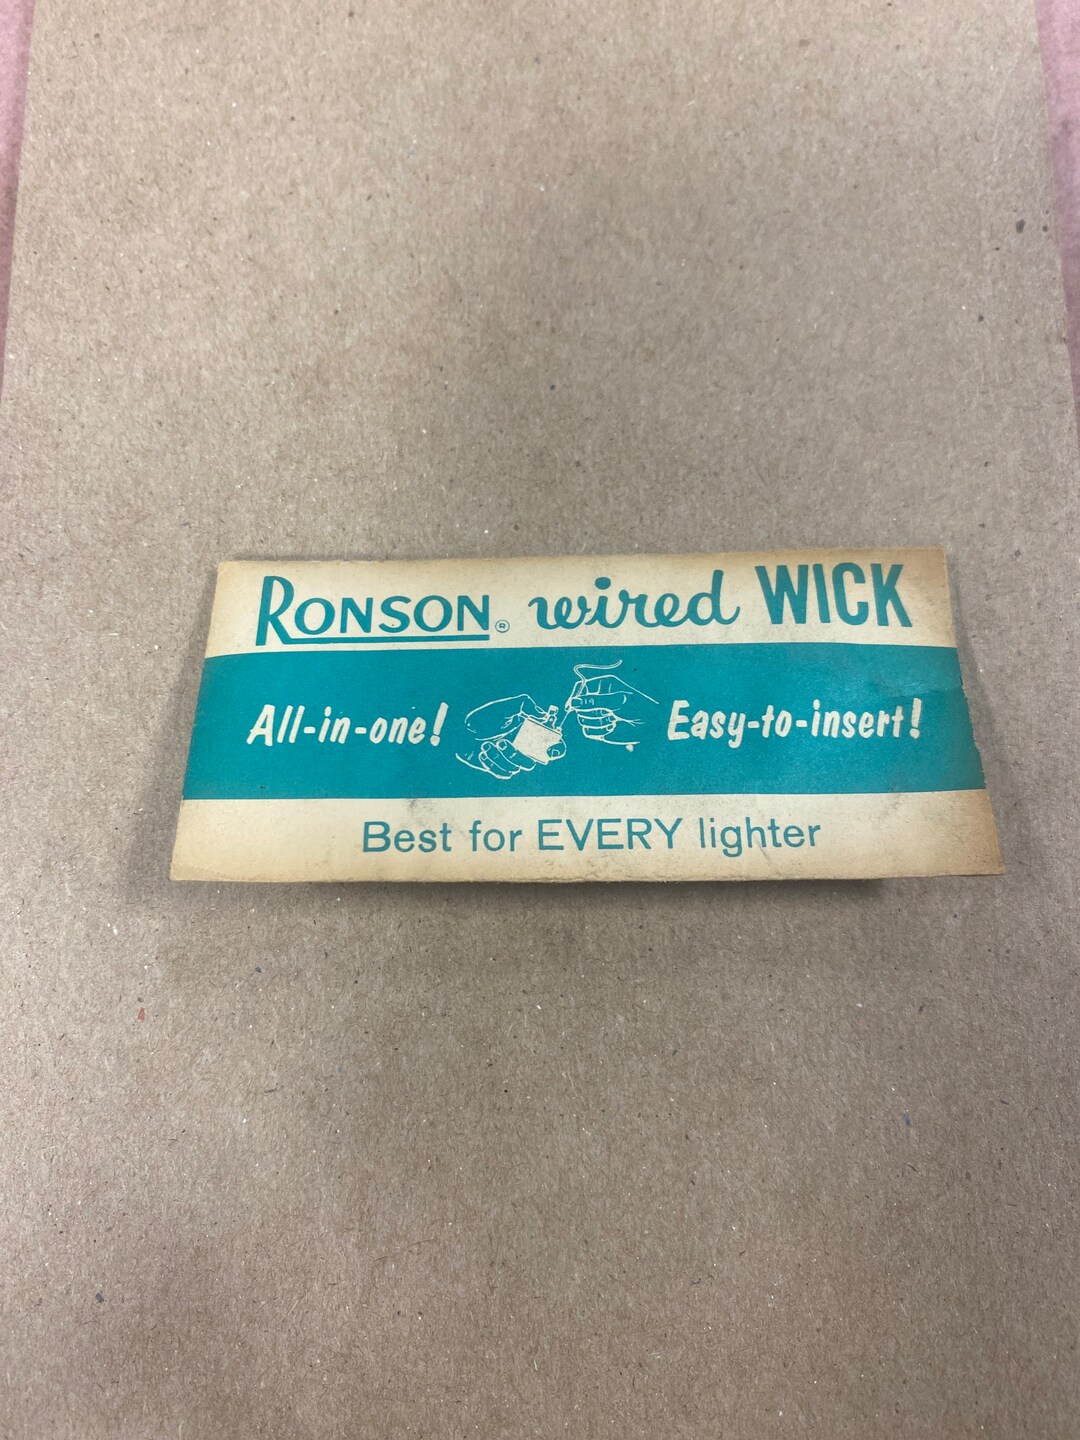 RONSON® wired WICK
All-in-one! Easy-to-insert!
Best for EVERY lighter